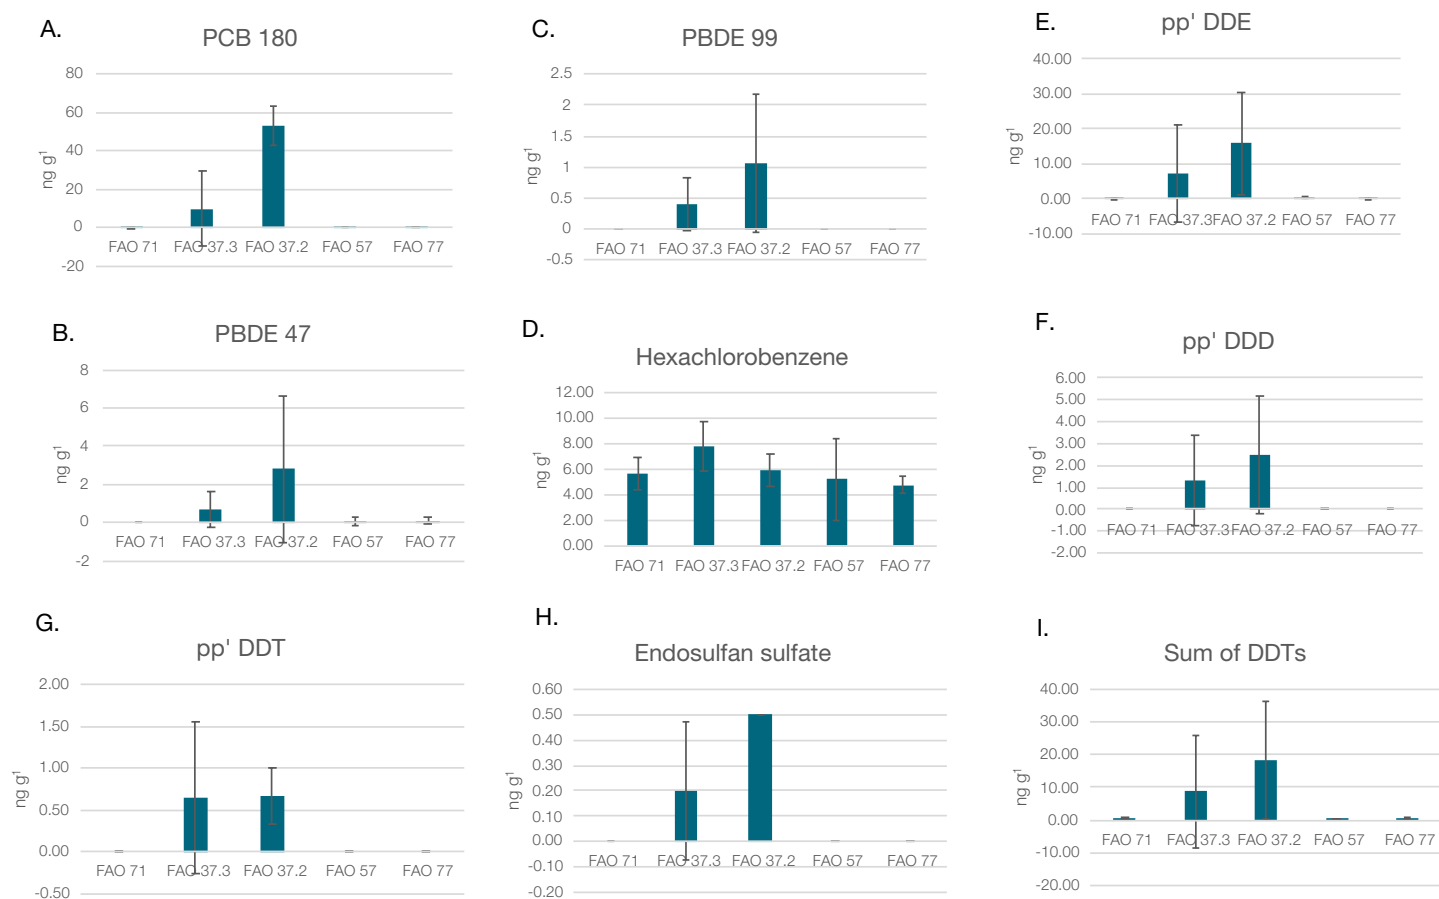 A.
PCB 180
80
60
40
20
0
-20
ng g¹
FAO 71 FAO 37.3 FAO 37.2 FAO 57 FAO 77
B.
PBDE 47
8
6
4
2
0
-2
ng g¹
FAO 71 FAO 37.3 FAO 37.2 FAO 57 FAO 77
C.
PBDE 99
2.5
2
1.5
1
0.5
0
-0.5
ng g¹
FAO 71 FAO 37.3 FAO 37.2 FAO 57 FAO 77
D.
Hexachlorobenzene
12.00
10.00
8.00
6.00
4.00
2.00
0.00
ng g¹
FAO 71 FAO 37.3 FAO 37.2 FAO 57 FAO 77
E.
pp' DDE
40.00
30.00
20.00
10.00
0.00
-10.00
ng g¹
FAO 71 FAO 37.3 FAO 37.2 FAO 57 FAO 77
F.
pp' DDD
6.00
5.00
4.00
3.00
2.00
1.00
0.00
-1.00
-2.00
ng g¹
FAO 71 FAO 37.3 FAO 37.2 FAO 57 FAO 77
G.
pp' DDT
2.00
1.50
1.00
0.50
0.00
-0.50
ng g¹
FAO 71 FAO 37.3 FAO 37.2 FAO 57 FAO 77
H.
Endosulfan sulfate
0.60
0.50
0.40
0.30
0.20
0.10
0.00
-0.10
-0.20
ng g¹
FAO 71 FAO 37.3 FAO 37.2 FAO 57 FAO 77
I.
Sum of DDTs
40.00
30.00
20.00
10.00
0.00
-10.00
-20.00
ng g¹
FAO 71 FAO 37.3 FAO 37.2 FAO 57 FAO 77